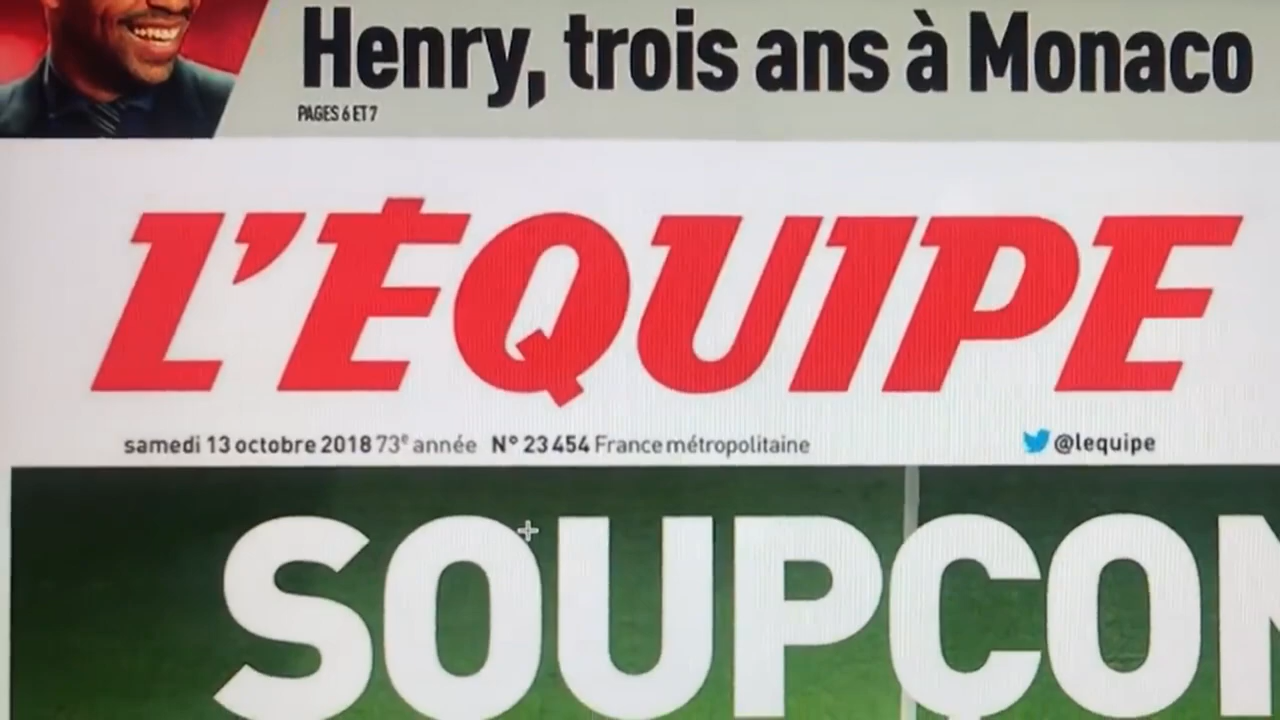 Henry, trois ans à Monaco
PAGES 6 ET 7
L'ÉQUIPE
samedi 13 octobre 2018 73e année N° 23 454 France métropolitaine
@lequipe
SOUPÇON